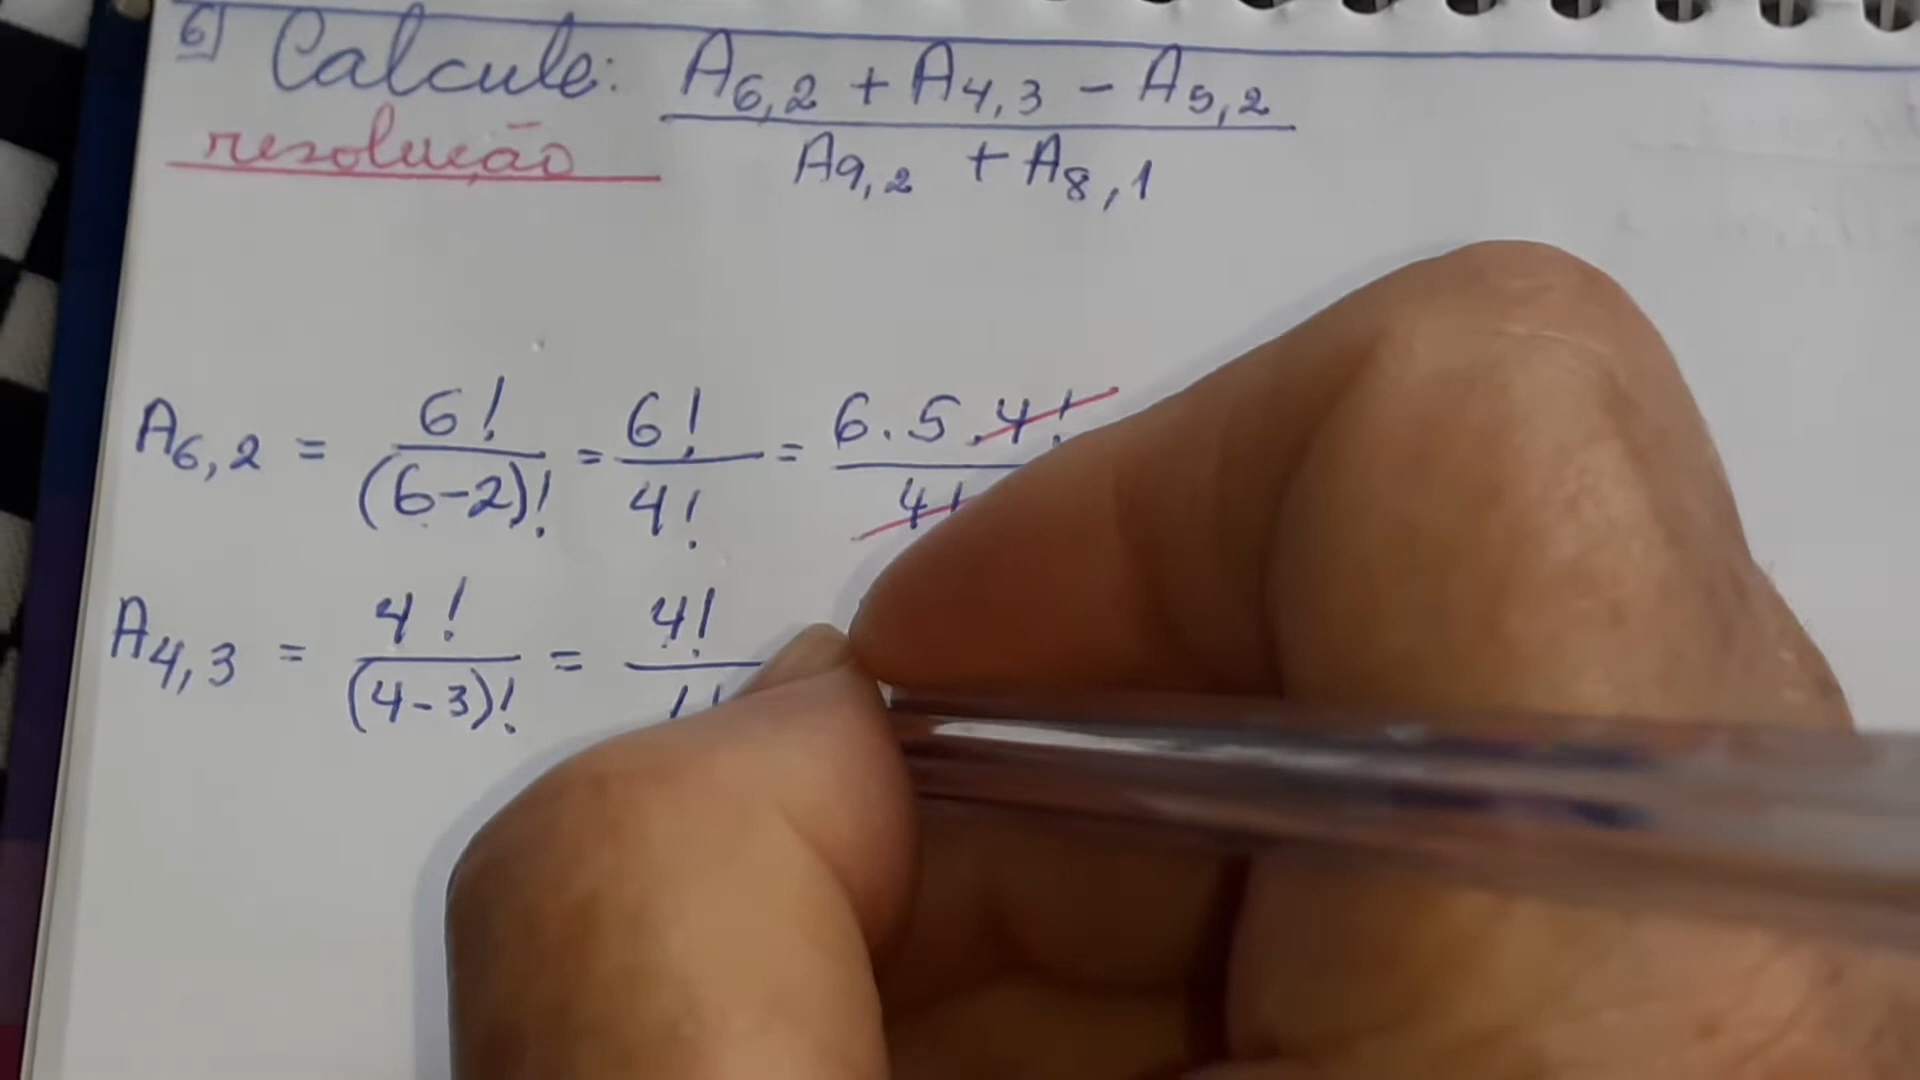 6] Calcule: A6,2 + A4,3 - A5,2
A9,2 + A8,1
resolução
A6,2 = 6! = 6! = 6.5.4!
(6-2)! 4! 4!
A4,3 = 4! = 4!
(4-3)! 1!